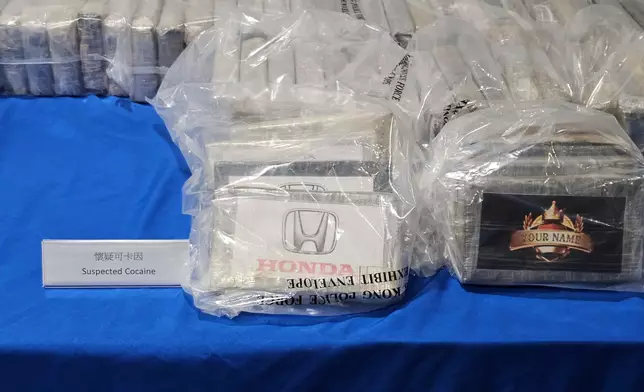 懷疑可卡因
Suspected Cocaine
HONDA
KONG POLICE FORCE
EXHIBIT ENVELOPE
YOUR NAME